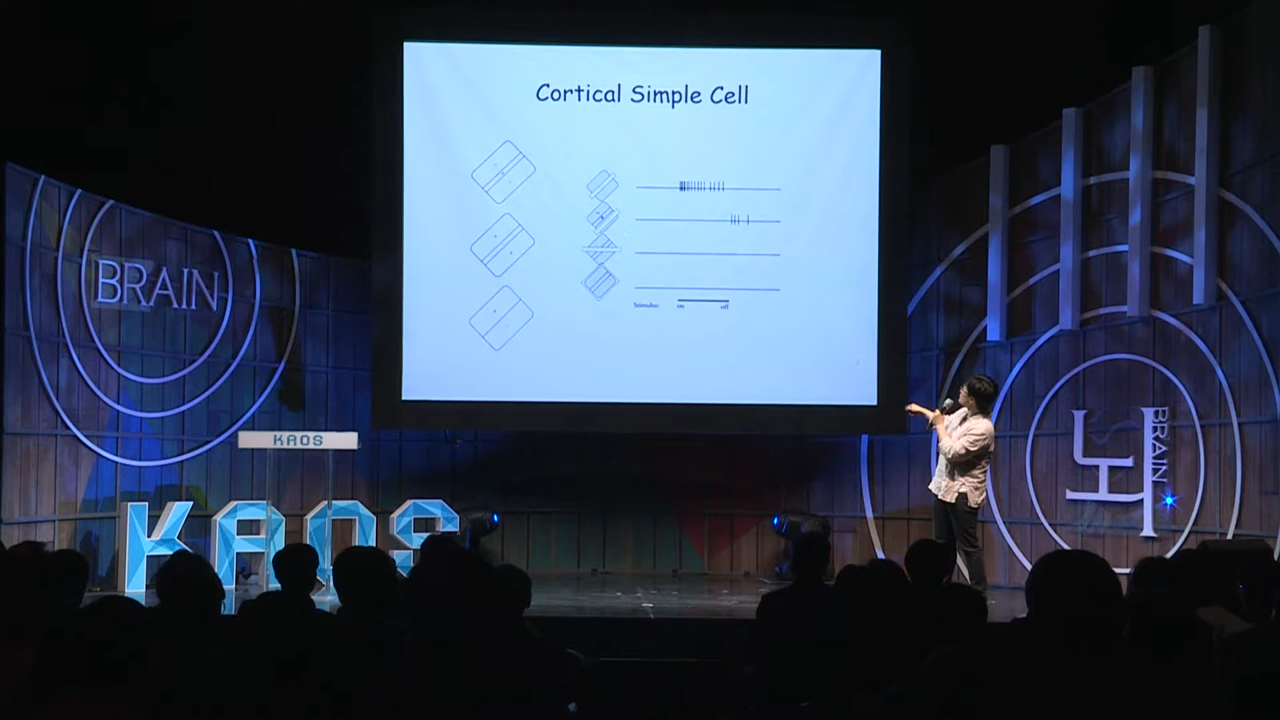 Cortical Simple Cell
Stimulus: on off
BRAIN
KAOS
KAOS
뇌
BRAIN